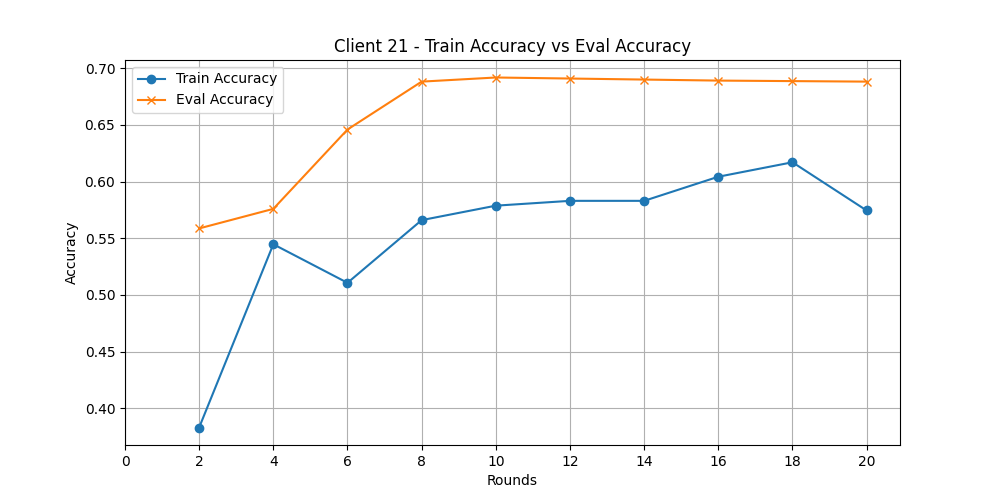 Client 21 - Train Accuracy vs Eval Accuracy
Train Accuracy
Eval Accuracy
Accuracy
0.70
0.65
0.60
0.55
0.50
0.45
0.40
0 2 4 6 8 10 12 14 16 18 20
Rounds